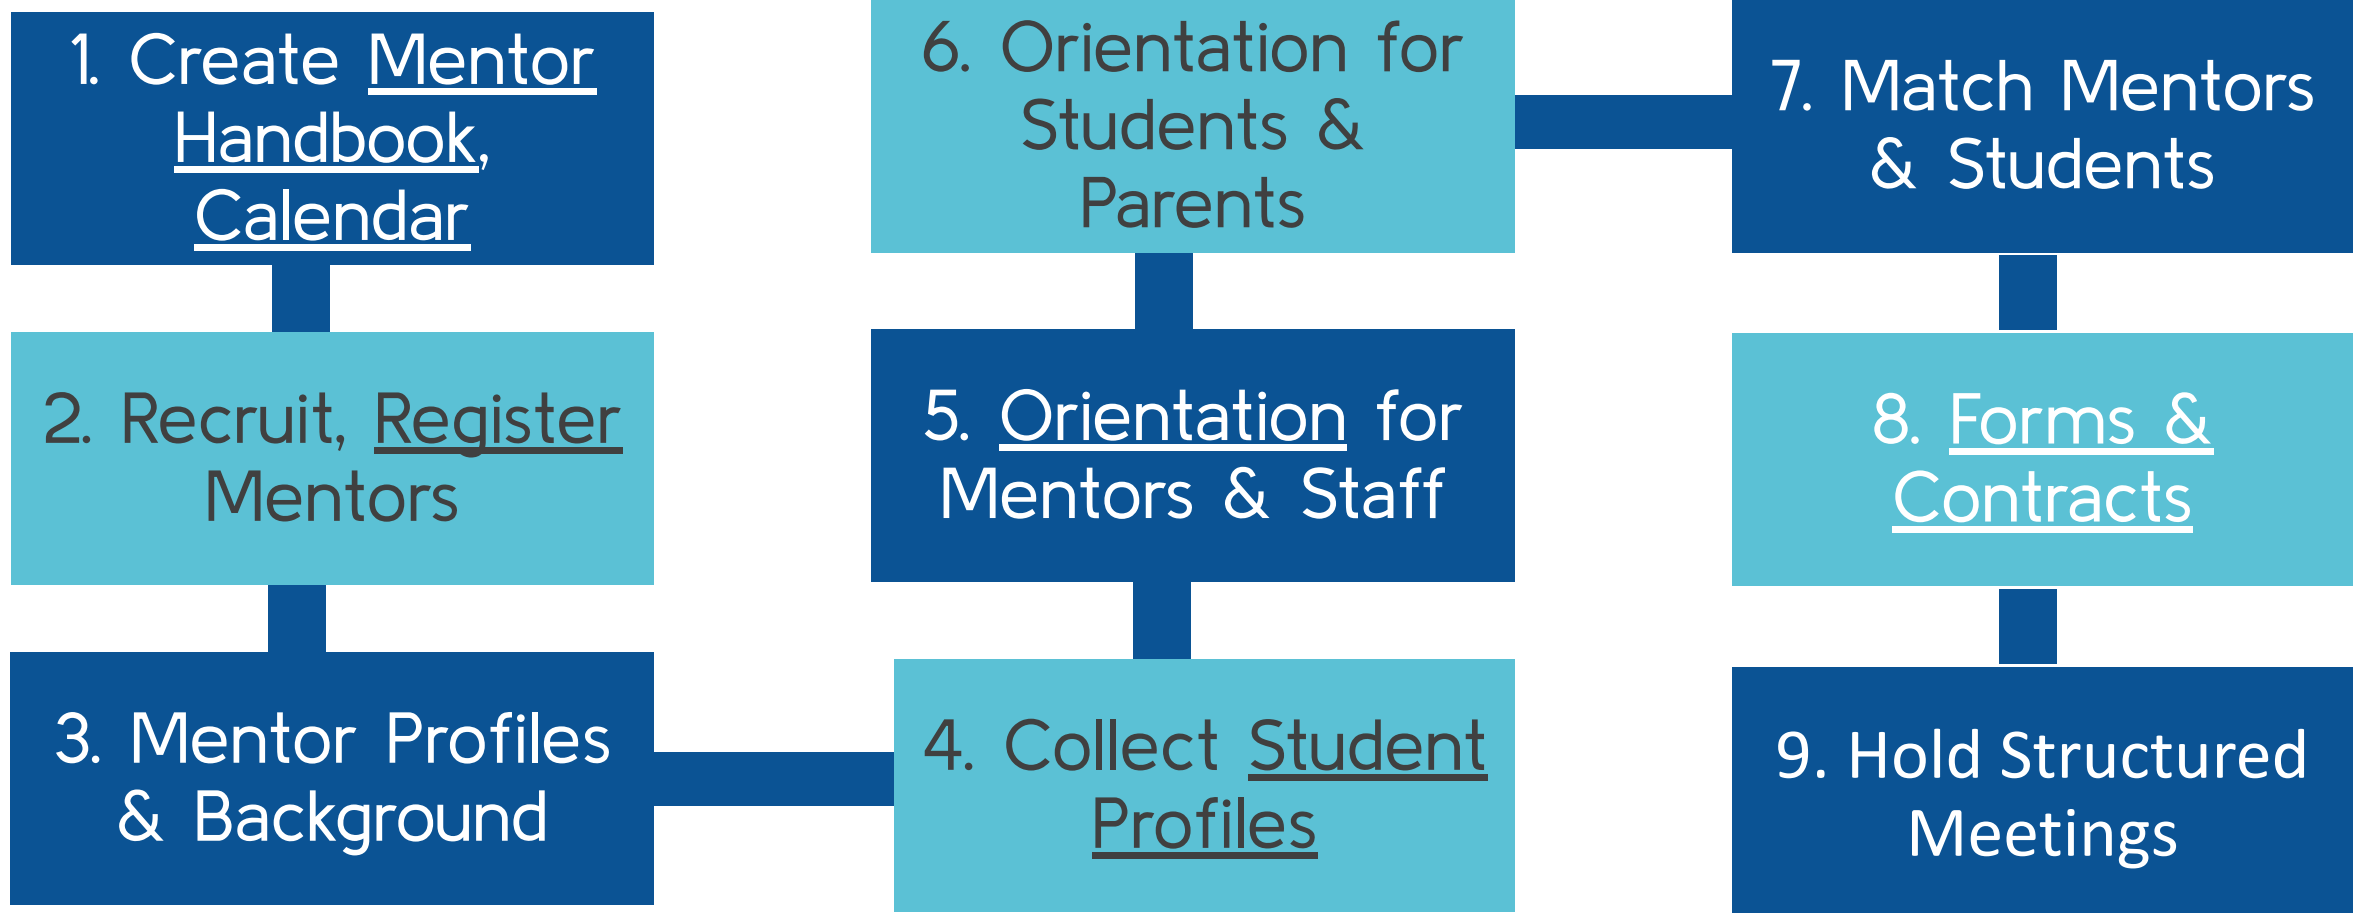 1. Create Mentor
Handbook,
Calendar
2. Recruit, Register
Mentors
3. Mentor Profiles
& Background
4. Collect Student
Profiles
5. Orientation for
Mentors & Staff
6. Orientation for
Students &
Parents
7. Match Mentors
& Students
8. Forms &
Contracts
9. Hold Structured
Meetings